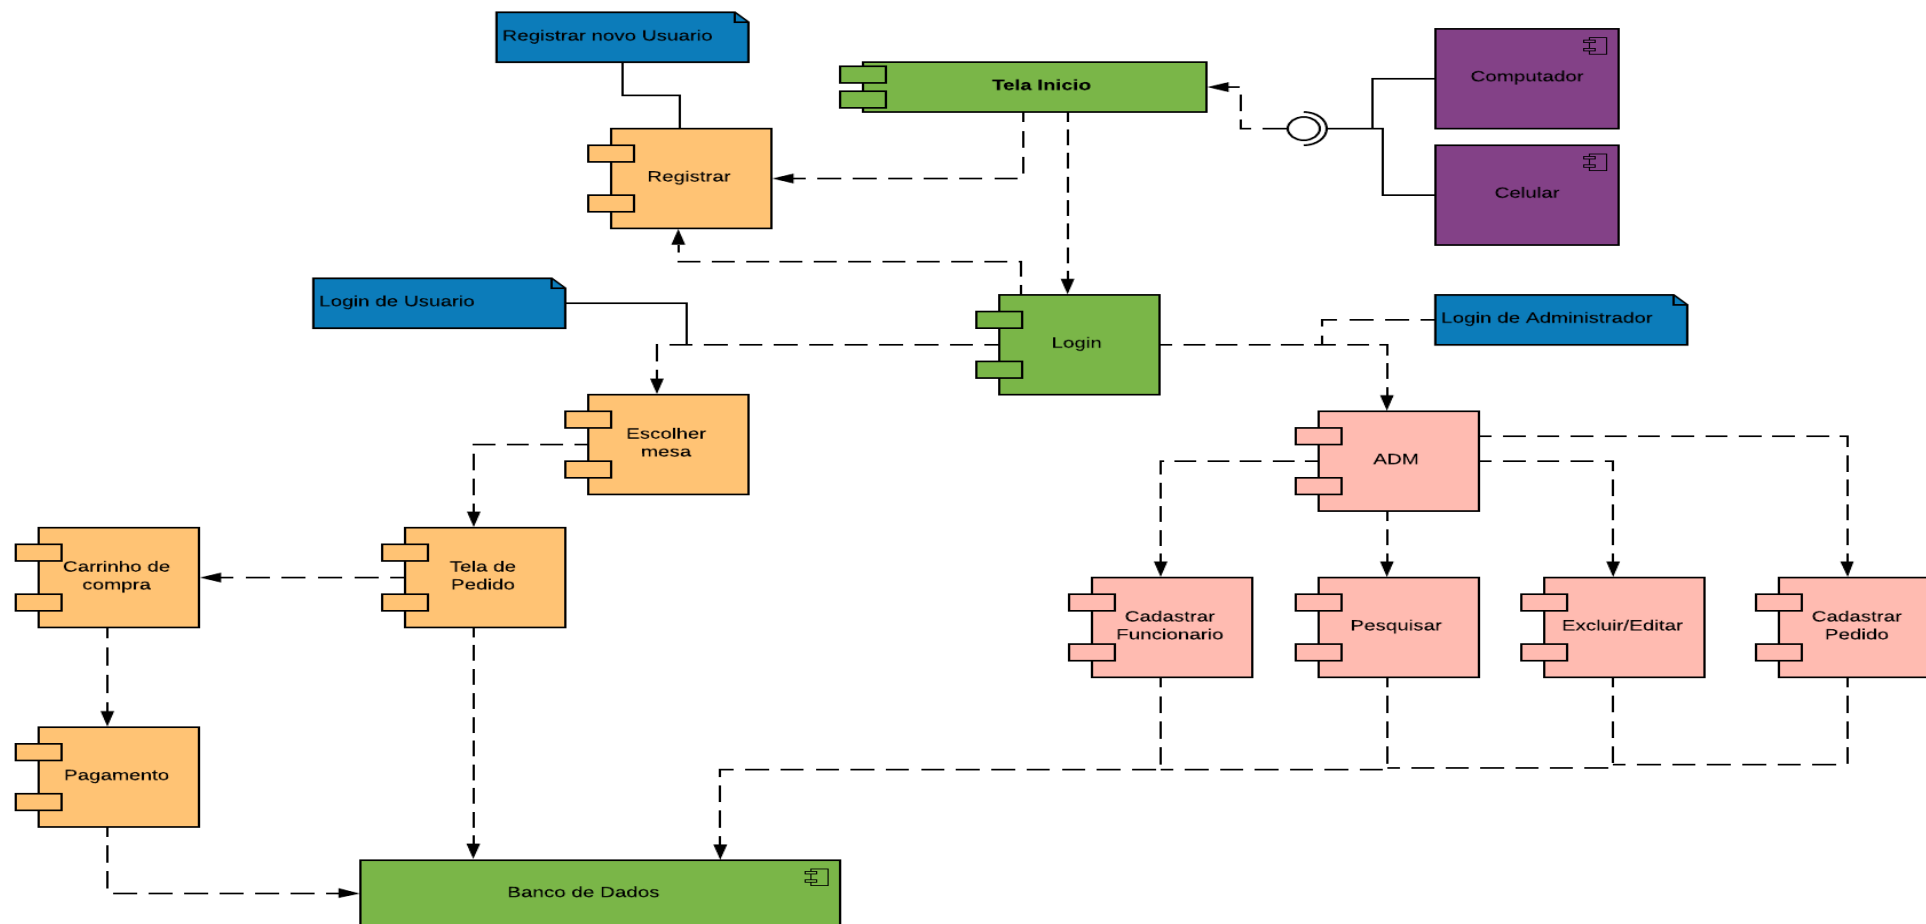 Registrar novo Usuario
Tela Inicio
Computador
Registrar
Celular
Login de Usuario
Login
Login de Administrador
Escolher
mesa
ADM
Carrinho de
compra
Tela de
Pedido
Cadastrar
Funcionario
Pesquisar
Excluir/Editar
Cadastrar
Pedido
Pagamento
Banco de Dados